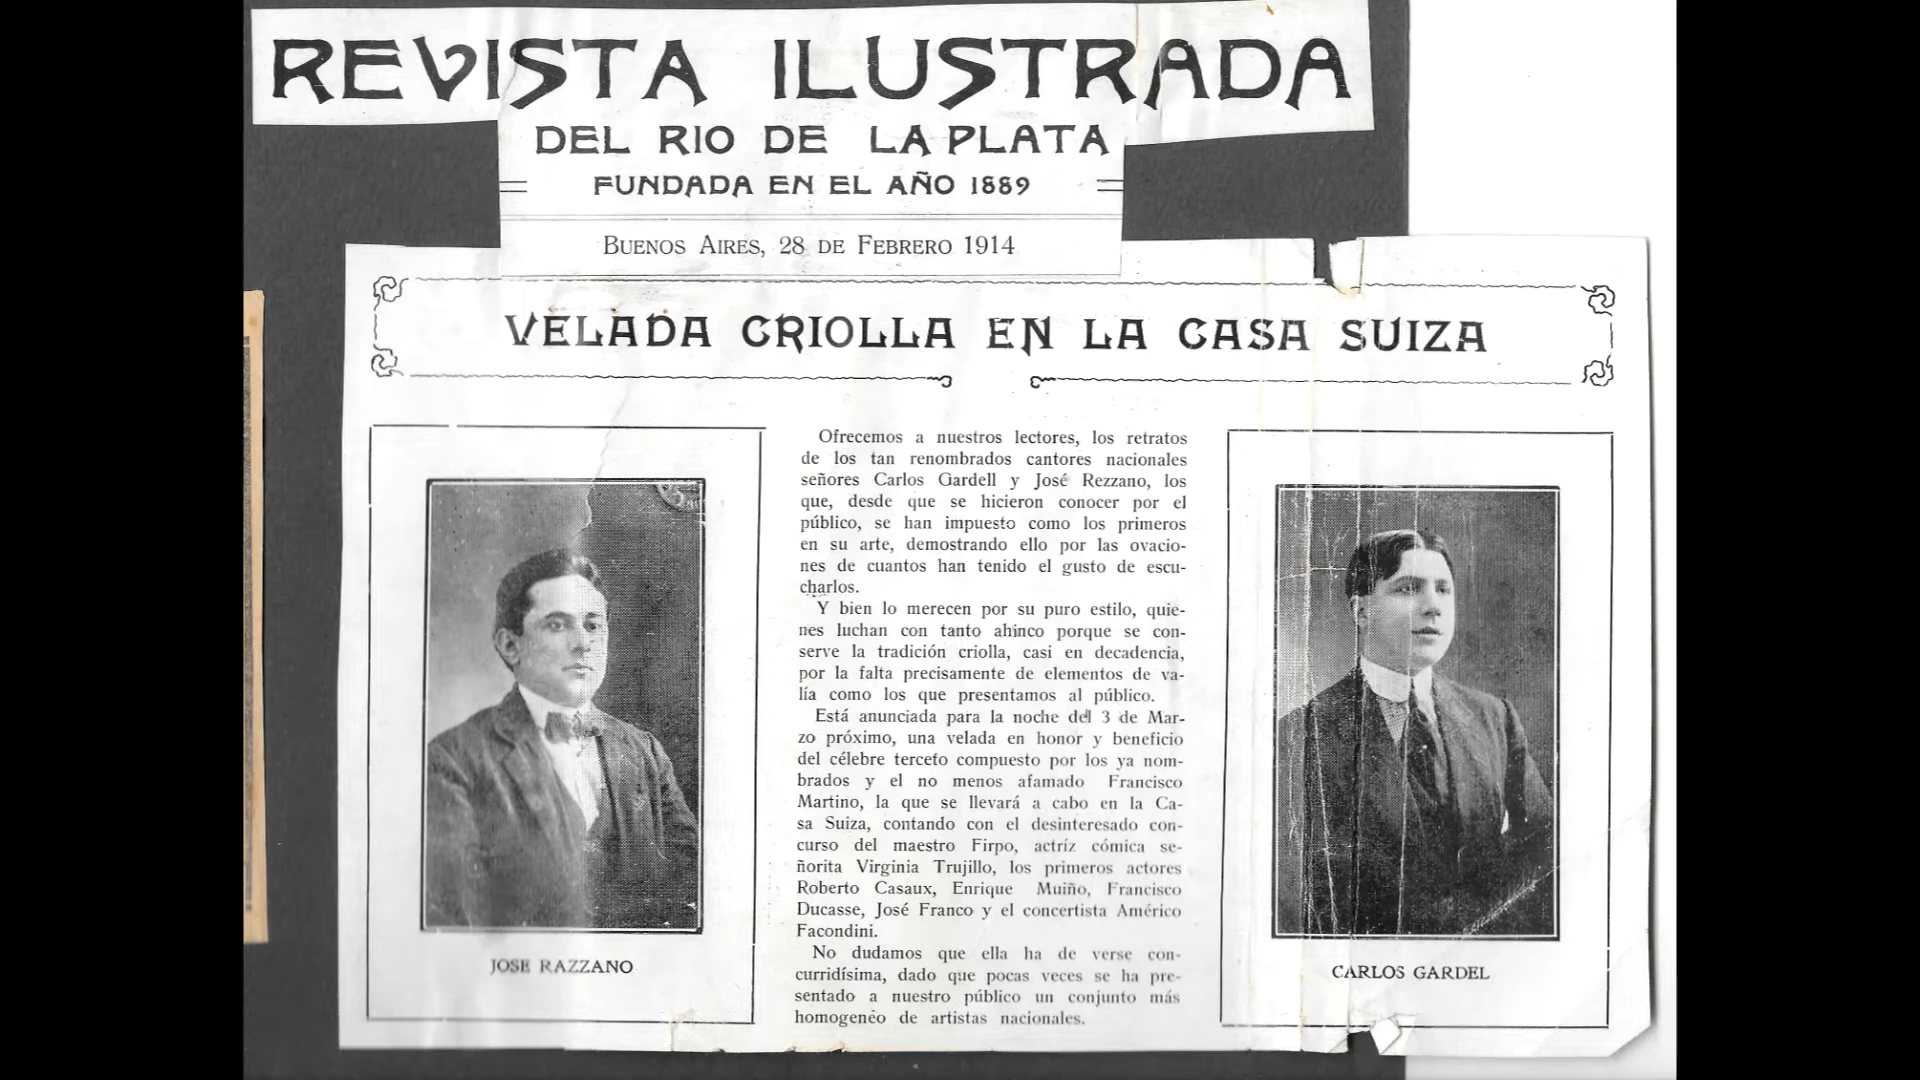 REVISTA ILUSTRADA
DEL RIO DE LA PLATA
FUNDADA EN EL AÑO 1889
BUENOS AIRES, 28 DE FEBRERO 1914
VELADA CRIOLLA EN LA CASA SUIZA
Ofrecemos a nuestros lectores, los retratos
de los tan renombrados cantores nacionales
señores Carlos Gardell y José Rezzano, los
que, desde que se hicieron conocer por el
público, se han impuesto como los primeros
en su arte, demostrando ello por las ovacio-
nes de cuantos han tenido el gusto de escu-
charlos.
Y bien lo merecen por su puro estilo, quie-
nes luchan con tanto ahinco porque se con-
serve la tradición criolla, casi en decadencia,
por la falta precisamente de elementos de va-
lía como los que presentamos al público.
Está anunciada para la noche del 3 de Mar-
zo próximo, una velada en honor y beneficio
del célebre terceto compuesto por los ya nom-
brados y el no menos afamado Francisco
Martino, la que se llevará a cabo en la Ca-
sa Suiza, contando con el desinteresado con-
curso del maestro Firpo, actríz cómica se-
ñorita Virginia Trujillo, los primeros actores
Roberto Casaux, Enrique Muiño, Francisco
Ducasse, José Franco y el concertista Américo
Facondini.
No dudamos que ella ha de verse con-
curridísima, dado que pocas veces se ha pre-
sentado a nuestro público un conjunto más
homogenéo de artistas nacionales.
JOSE RAZZANO
CARLOS GARDEL